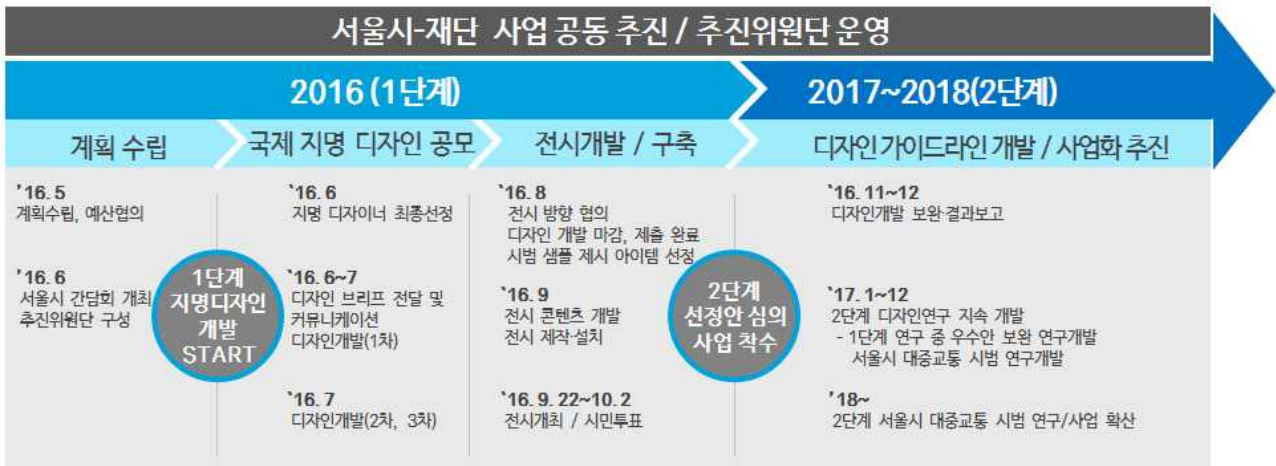 서울시-재단 사업 공동 추진 / 추진위원단 운영
2016 (1단계)
2017~2018(2단계)
계획 수립
국제 지명 디자인 공모
전시개발 / 구축
디자인 가이드라인 개발 / 사업화 추진
'16. 5
계획수립, 예산협의
'16. 6
서울시 간담회 개최
추진위원단 구성
1단계
지명디자인
개발
START
`16. 6
지명 디자이너 최종선정
`16. 6~7
디자인 브리프 전달 및
커뮤니케이션
디자인개발(1차)
`16. 7
디자인개발(2차, 3차)
`16. 8
전시 방향 협의
디자인 개발 마감, 제출 완료
시범 샘플 제시 아이템 선정
`16. 9
전시 콘텐츠 개발
전시 제작·설치
`16. 9. 22~10. 2
전시개최 / 시민투표
2단계
선정안 심의
사업 착수
`16. 11~12
디자인개발 보완·결과보고
`17. 1~12
2단계 디자인연구 지속 개발
- 1단계 연구 중 우수안 보완 연구개발
서울시 대중교통 시범 연구개발
'18~
2단계 서울시 대중교통 시범 연구/사업 확산